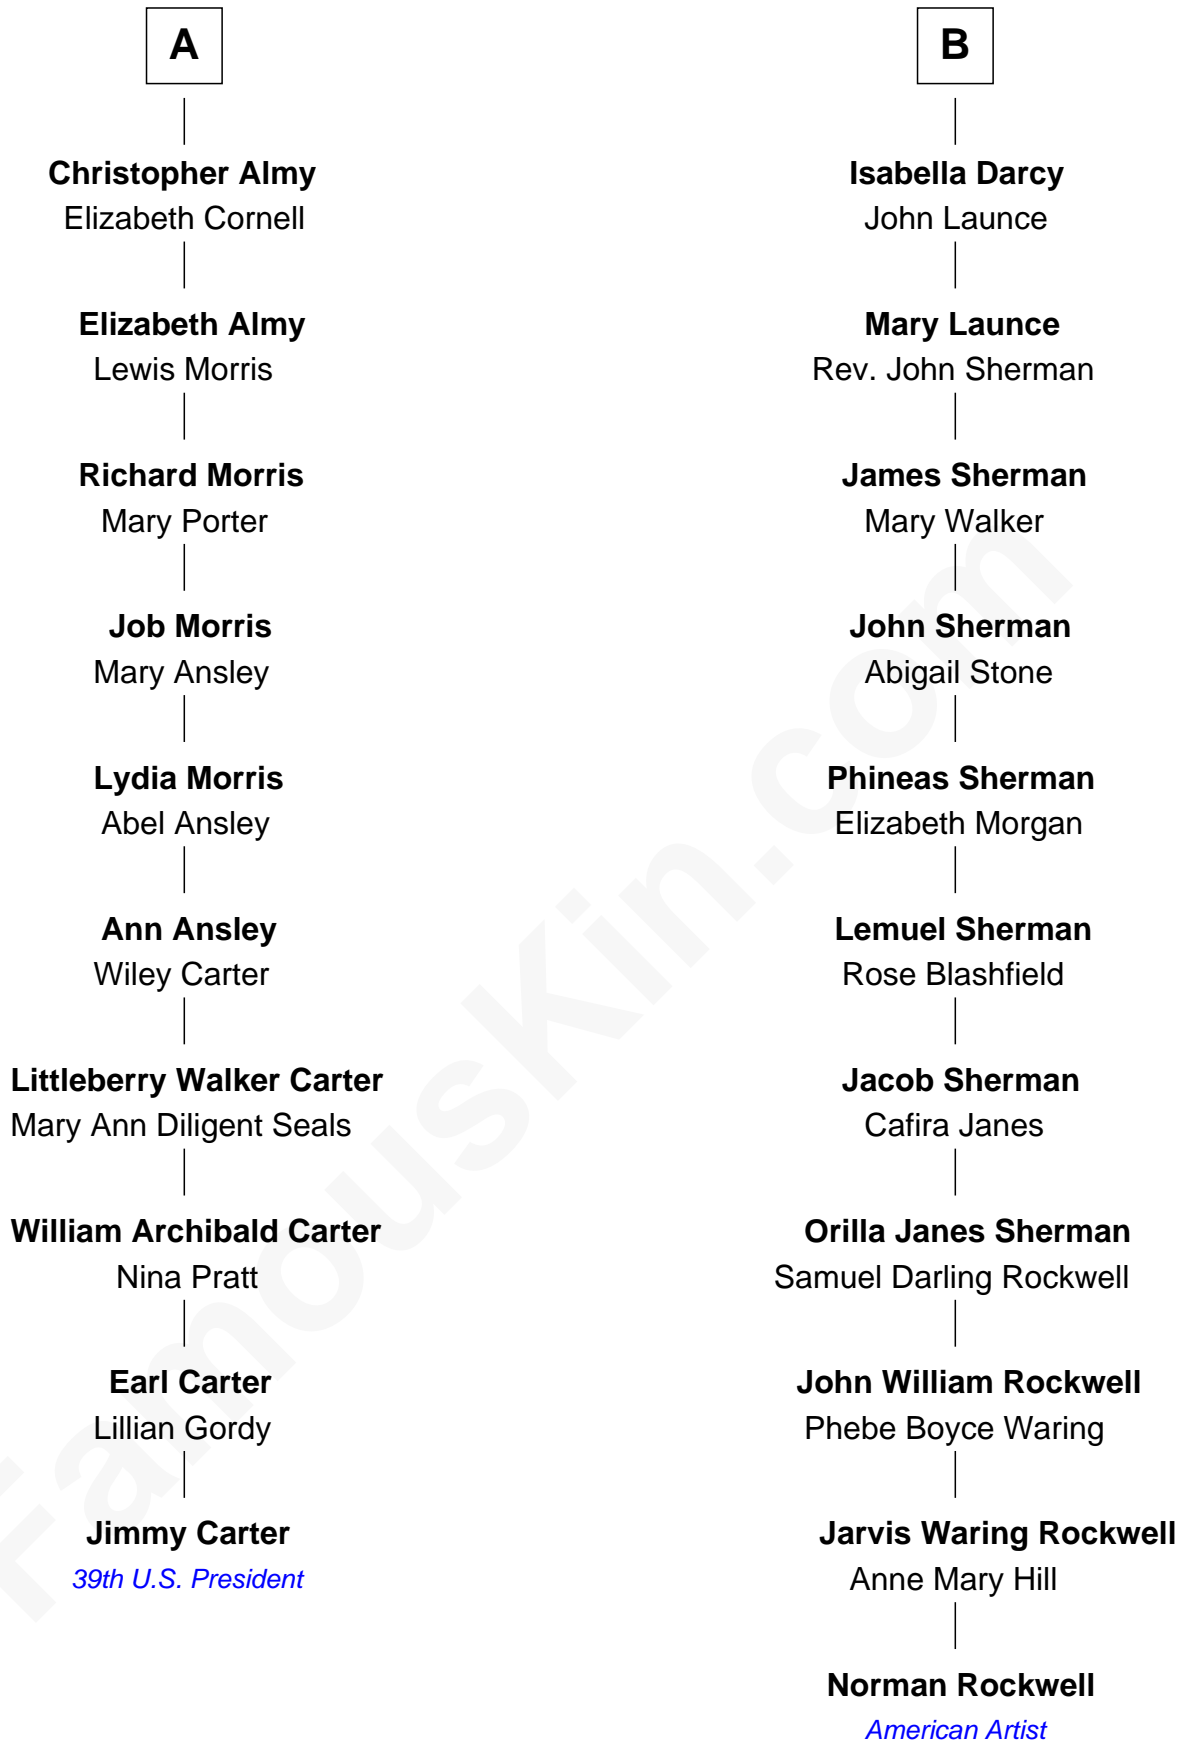 A
Christopher Almy
Elizabeth Cornell
Elizabeth Almy
Lewis Morris
Richard Morris
Mary Porter
Job Morris
Mary Ansley
Lydia Morris
Abel Ansley
Ann Ansley
Wiley Carter
Littleberry Walker Carter
Mary Ann Diligent Seals
William Archibald Carter
Nina Pratt
Earl Carter
Lillian Gordy
Jimmy Carter
39th U.S. President
B
Isabella Darcy
John Launce
Mary Launce
Rev. John Sherman
James Sherman
Mary Walker
John Sherman
Abigail Stone
Phineas Sherman
Elizabeth Morgan
Lemuel Sherman
Rose Blashfield
Jacob Sherman
Cafira Janes
Orilla Janes Sherman
Samuel Darling Rockwell
John William Rockwell
Phebe Boyce Waring
Jarvis Waring Rockwell
Anne Mary Hill
Norman Rockwell
American Artist
FamousKin.com